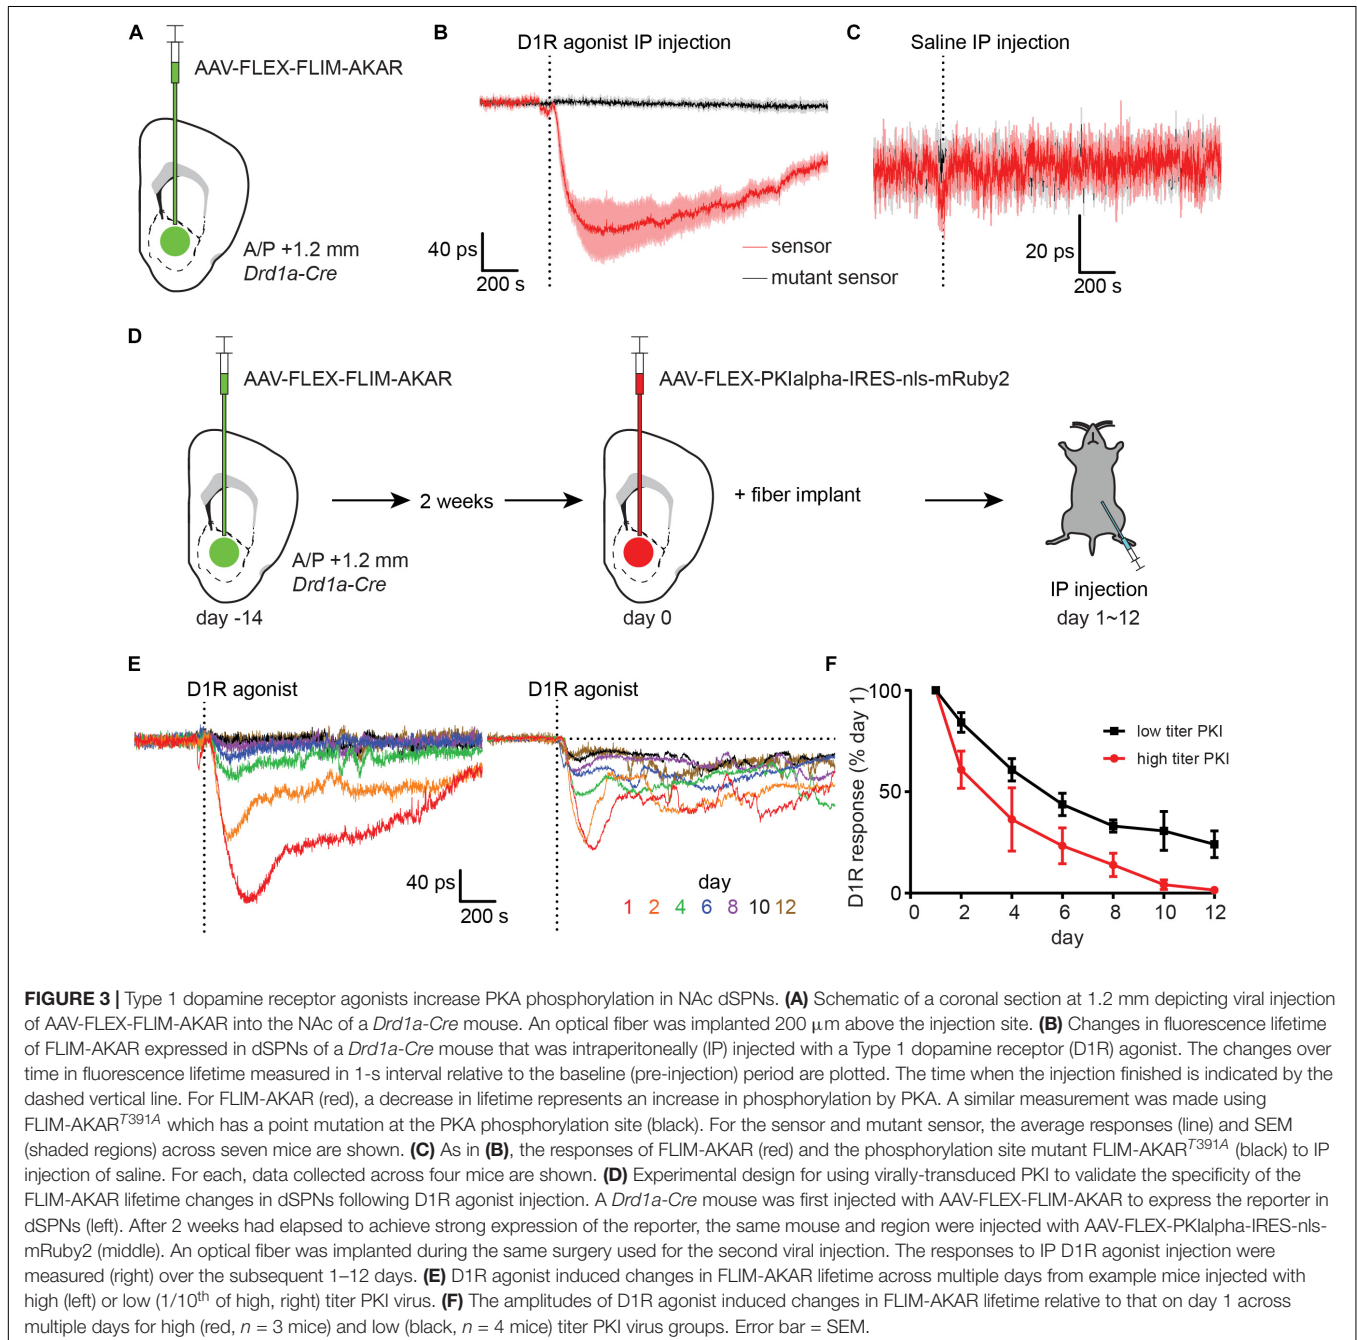 A
AAV-FLEX-FLIM-AKAR
A/P +1.2 mm
Drd1a-Cre
B
D1R agonist IP injection
40 ps
200 s
sensor
mutant sensor
C
Saline IP injection
20 ps
200 s
D
AAV-FLEX-FLIM-AKAR
A/P +1.2 mm
Drd1a-Cre
day -14
2 weeks
AAV-FLEX-PKIalpha-IRES-nls-mRuby2
day 0
+ fiber implant
IP injection
day 1~12
E
D1R agonist
D1R agonist
40 ps
200 s
day
1 2 4 6 8 10 12
F
D1R response (% day 1)
100
50
0
low titer PKI
high titer PKI
0 2 4 6 8 10 12
day
FIGURE 3 | Type 1 dopamine receptor agonists increase PKA phosphorylation in NAc dSPNs. (A) Schematic of a coronal section at 1.2 mm depicting viral injection
of AAV-FLEX-FLIM-AKAR into the NAc of a Drd1a-Cre mouse. An optical fiber was implanted 200 μm above the injection site. (B) Changes in fluorescence lifetime
of FLIM-AKAR expressed in dSPNs of a Drd1a-Cre mouse that was intraperitoneally (IP) injected with a Type 1 dopamine receptor (D1R) agonist. The changes over
time in fluorescence lifetime measured in 1-s interval relative to the baseline (pre-injection) period are plotted. The time when the injection finished is indicated by the
dashed vertical line. For FLIM-AKAR (red), a decrease in lifetime represents an increase in phosphorylation by PKA. A similar measurement was made using
FLIM-AKART391A which has a point mutation at the PKA phosphorylation site (black). For the sensor and mutant sensor, the average responses (line) and SEM
(shaded regions) across seven mice are shown. (C) As in (B), the responses of FLIM-AKAR (red) and the phosphorylation site mutant FLIM-AKART391A (black) to IP
injection of saline. For each, data collected across four mice are shown. (D) Experimental design for using virally-transduced PKI to validate the specificity of the
FLIM-AKAR lifetime changes in dSPNs following D1R agonist injection. A Drd1a-Cre mouse was first injected with AAV-FLEX-FLIM-AKAR to express the reporter in
dSPNs (left). After 2 weeks had elapsed to achieve strong expression of the reporter, the same mouse and region were injected with AAV-FLEX-PKIalpha-IRES-nls-
mRuby2 (middle). An optical fiber was implanted during the same surgery used for the second viral injection. The responses to IP D1R agonist injection were
measured (right) over the subsequent 1–12 days. (E) D1R agonist induced changes in FLIM-AKAR lifetime across multiple days from example mice injected with
high (left) or low (1/10th of high, right) titer PKI virus. (F) The amplitudes of D1R agonist induced changes in FLIM-AKAR lifetime relative to that on day 1 across
multiple days for high (red, n = 3 mice) and low (black, n = 4 mice) titer PKI virus groups. Error bar = SEM.